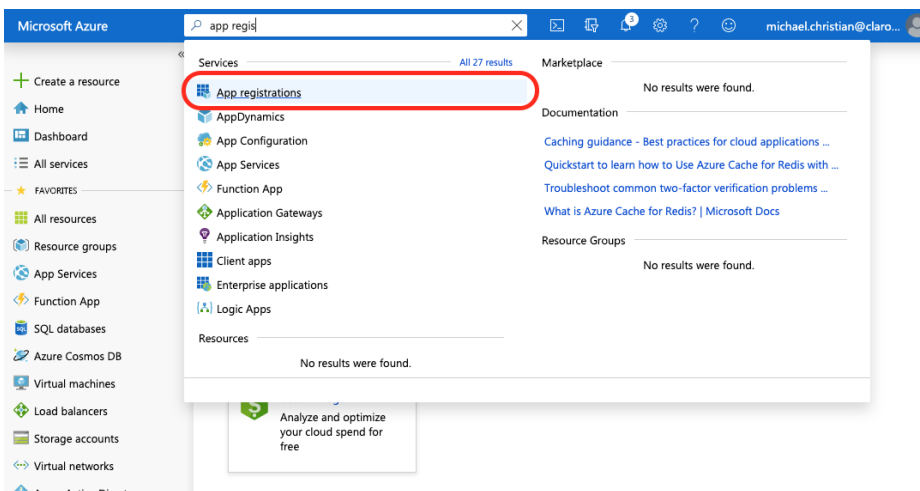 Microsoft Azure
app regis
3
michael.christian@claro...
«
Create a resource
Home
Dashboard
All services
FAVORITES
All resources
Resource groups
App Services
Function App
SQL databases
Azure Cosmos DB
Virtual machines
Load balancers
Storage accounts
Virtual networks
Services
All 27 results
App registrations
AppDynamics
App Configuration
App Services
Function App
Application Gateways
Application Insights
Client apps
Enterprise applications
Logic Apps
Resources
No results were found.
Marketplace
No results were found.
Documentation
Caching guidance - Best practices for cloud applications ...
Quickstart to learn how to Use Azure Cache for Redis with ...
Troubleshoot common two-factor verification problems ...
What is Azure Cache for Redis? | Microsoft Docs
Resource Groups
No results were found.
Analyze and optimize
your cloud spend for
free